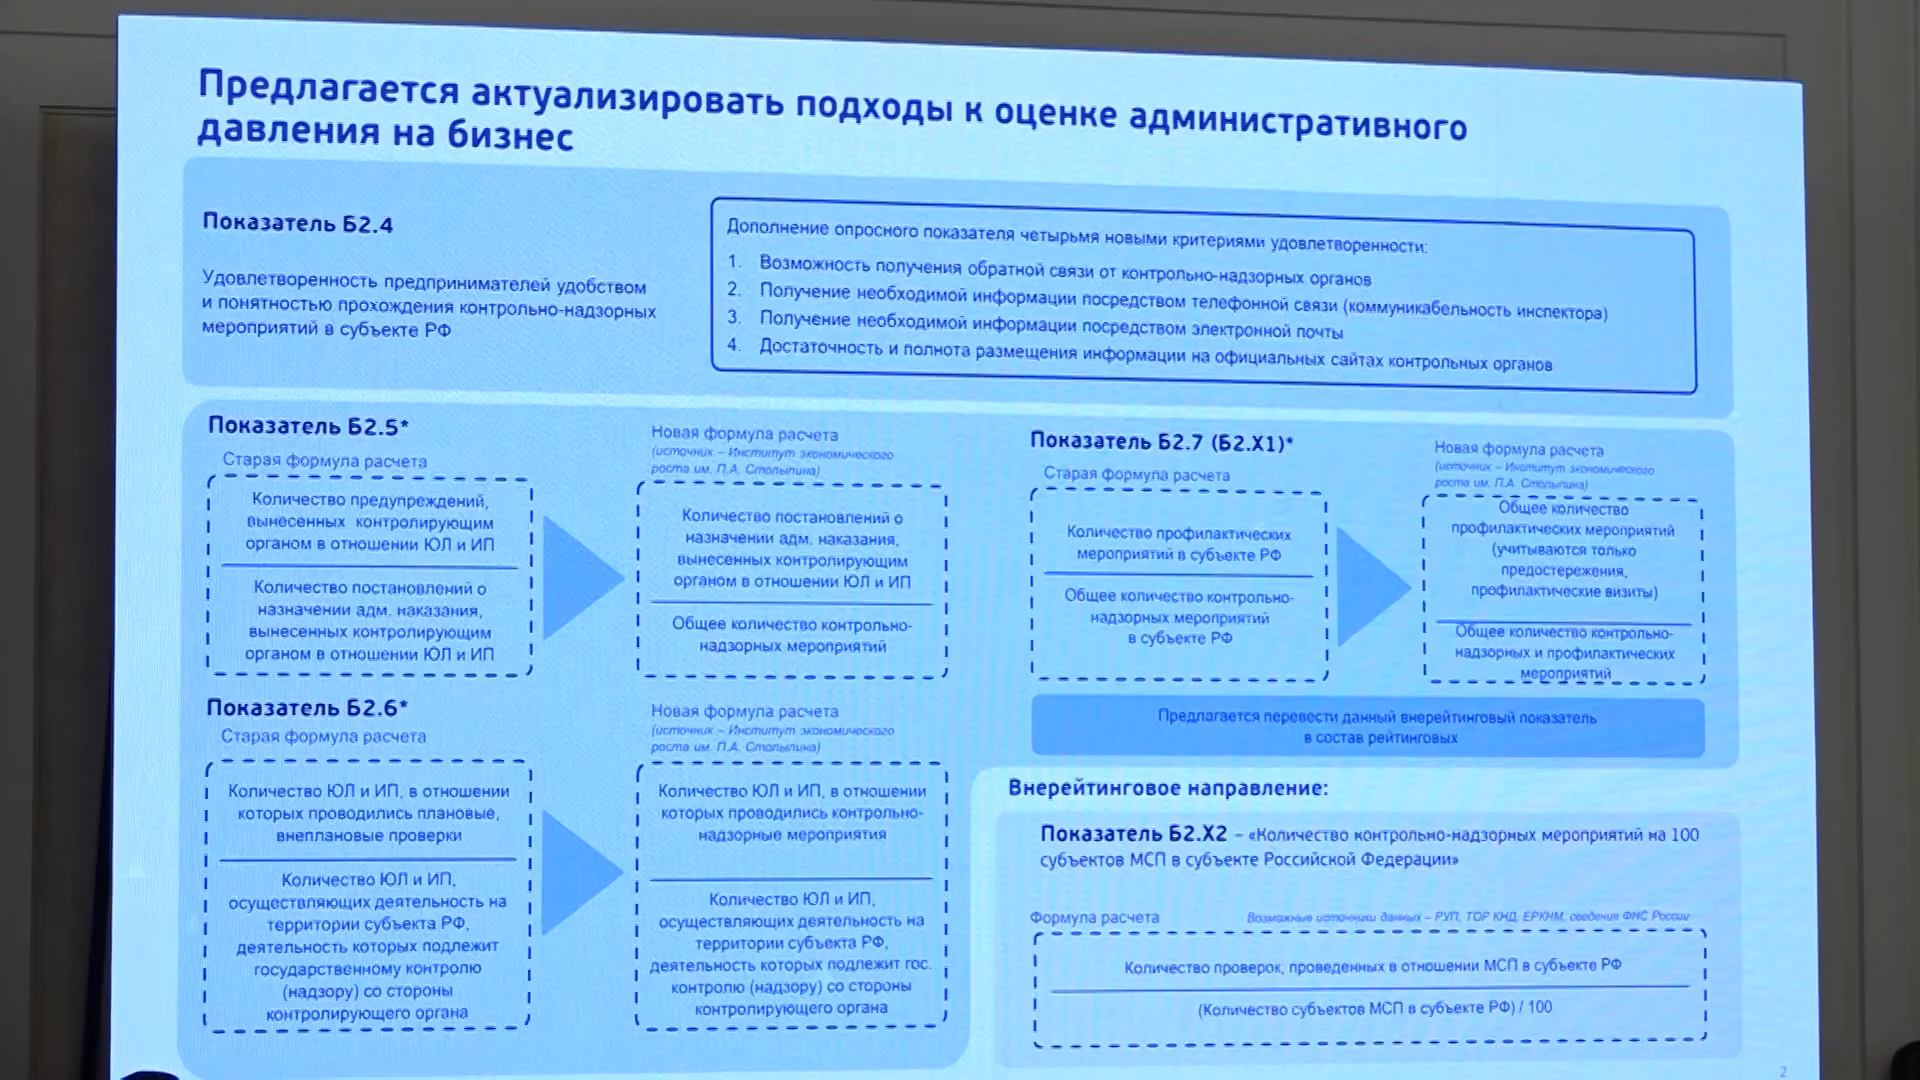 Предлагается актуализировать подходы к оценке административного
давления на бизнес
Показатель Б2.4
Удовлетворенность предпринимателей удобством
и понятностью прохождения контрольно-надзорных
мероприятий в субъекте РФ
Дополнение опросного показателя четырьмя новыми критериями удовлетворенности:
1. Возможность получения обратной связи от контрольно-надзорных органов
2. Получение необходимой информации посредством телефонной связи (коммуникабельность инспектора)
3. Получение необходимой информации посредством электронной почты
4. Достаточность и полнота размещения информации на официальных сайтах контрольных органов
Показатель Б2.5*
Старая формула расчета
Количество предупреждений,
вынесенных контролирующим
органом в отношении ЮЛ и ИП
Количество постановлений о
назначении адм. наказания,
вынесенных контролирующим
органом в отношении ЮЛ и ИП
Новая формула расчета
(источник – Институт экономического
роста им. П.А. Столыпина)
Количество постановлений о
назначении адм. наказания,
вынесенных контролирующим
органом в отношении ЮЛ и ИП
Общее количество контрольно-
надзорных мероприятий
Показатель Б2.7 (Б2.Х1)*
Старая формула расчета
Количество профилактических
мероприятий в субъекте РФ
Общее количество контрольно-
надзорных мероприятий
в субъекте РФ
Новая формула расчета
(источник – Институт экономического
роста им. П.А. Столыпина)
Общее количество
профилактических мероприятий
(учитываются только
предостережения,
профилактические визиты)
Общее количество контрольно-
надзорных и профилактических
мероприятий
Предлагается перевести данный внерейтинговый показатель
в состав рейтинговых
Показатель Б2.6*
Старая формула расчета
Количество ЮЛ и ИП, в отношении
которых проводились плановые,
внеплановые проверки
Количество ЮЛ и ИП,
осуществляющих деятельность на
территории субъекта РФ,
деятельность которых подлежит
государственному контролю
(надзору) со стороны
контролирующего органа
Новая формула расчета
(источник – Институт экономического
роста им. П.А. Столыпина)
Количество ЮЛ и ИП, в отношении
которых проводились контрольно-
надзорные мероприятия
Количество ЮЛ и ИП,
осуществляющих деятельность на
территории субъекта РФ,
деятельность которых подлежит гос.
контролю (надзору) со стороны
контролирующего органа
Внерейтинговое направление:
Показатель Б2.Х2 – «Количество контрольно-надзорных мероприятий на 100
субъектов МСП в субъекте Российской Федерации»
Формула расчета
Возможные источники данных – РУП, ТОР КНД, ЕРКНМ, сведения ФНС России
Количество проверок, проведенных в отношении МСП в субъекте РФ
(Количество субъектов МСП в субъекте РФ) / 100
2